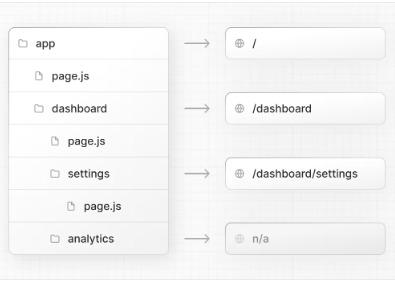 app
/
page.js
dashboard
/dashboard
page.js
settings
/dashboard/settings
page.js
analytics
n/a